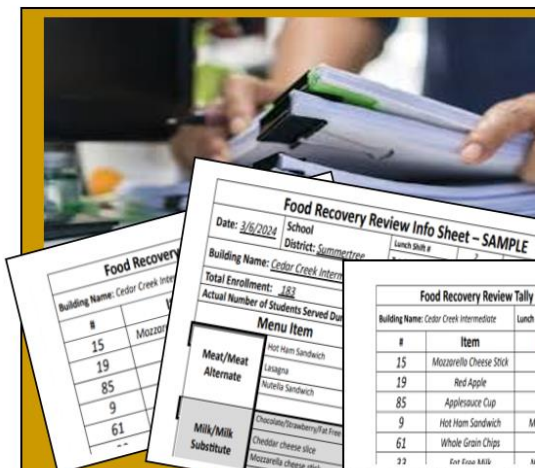 Food Recovery
Building Name: Cedar Creek Intermediate
#
15
Mozzarella
19
85
9
61
Food Recovery Review Info Sheet – SAMPLE
Date: 3/6/2024
School
District: Summertree
Lunch Shift #
Building Name: Cedar Creek
Total Enrollment: 183
Actual Number of Students Served
Menu Item
Meat/Meat
Alternate
Hot Ham Sandwich
Lasagna
Nutella Sandwich
Milk/Milk
Substitute
Chocolate/Strawberry/Fat Free
Cheddar cheese slice
Mozzarella cheese stick
Food Recovery Review Tally
Building Name: Cedar Creek Intermediate Lunch
# Item
15 Mozzarella Cheese Stick
19 Red Apple
85 Applesauce Cup
9 Hot Ham Sandwich M
61 Whole Grain Chips
33 Fat Free Milk